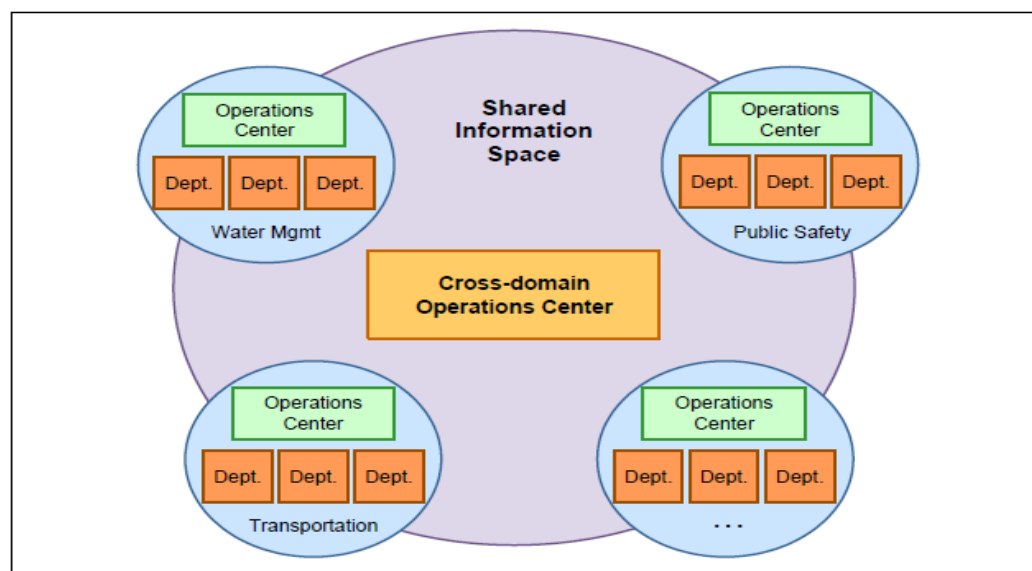 Shared
Information
Space
Operations
Center
Dept.
Dept.
Dept.
Water Mgmt
Operations
Center
Dept.
Dept.
Dept.
Public Safety
Cross-domain
Operations Center
Operations
Center
Dept.
Dept.
Dept.
Transportation
Operations
Center
Dept.
Dept.
Dept.
. . .